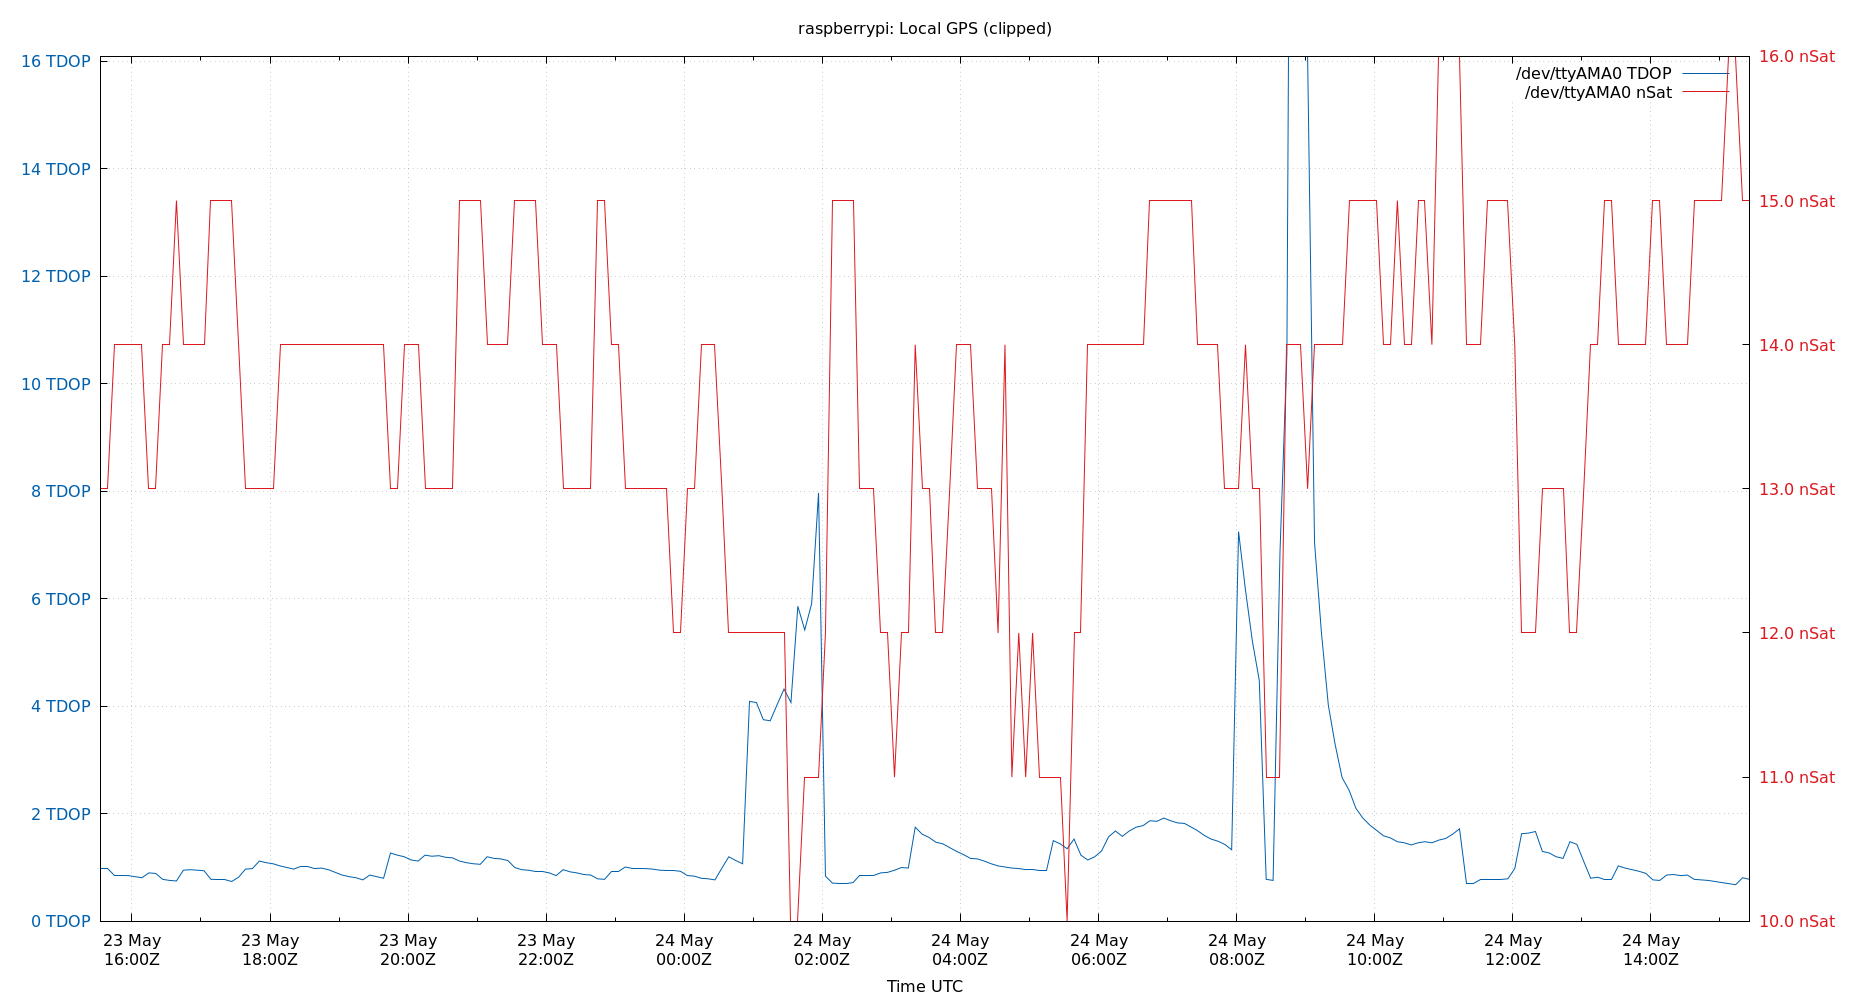 raspberrypi: Local GPS (clipped)
16 TDOP
14 TDOP
12 TDOP
10 TDOP
8 TDOP
6 TDOP
4 TDOP
2 TDOP
0 TDOP
16.0 nSat
15.0 nSat
14.0 nSat
13.0 nSat
12.0 nSat
11.0 nSat
10.0 nSat
/dev/ttyAMA0 TDOP
/dev/ttyAMA0 nSat
23 May
16:00Z
23 May
18:00Z
23 May
20:00Z
23 May
22:00Z
24 May
00:00Z
24 May
02:00Z
24 May
04:00Z
24 May
06:00Z
24 May
08:00Z
24 May
10:00Z
24 May
12:00Z
24 May
14:00Z
Time UTC